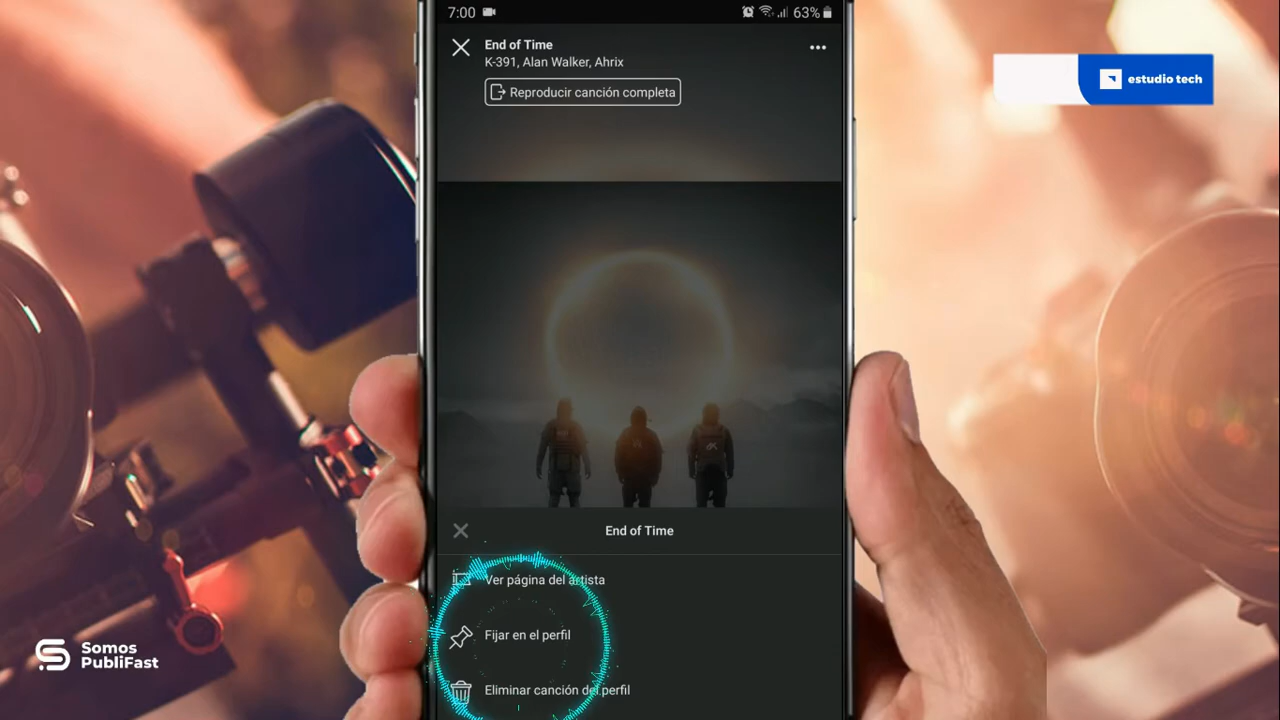 7:00
63%
End of Time
K-391, Alan Walker, Ahrix
Reproducir canción completa
estudio tech
End of Time
Ver página del artista
Fijar en el perfil
Eliminar canción del perfil
Somos
PubliFast